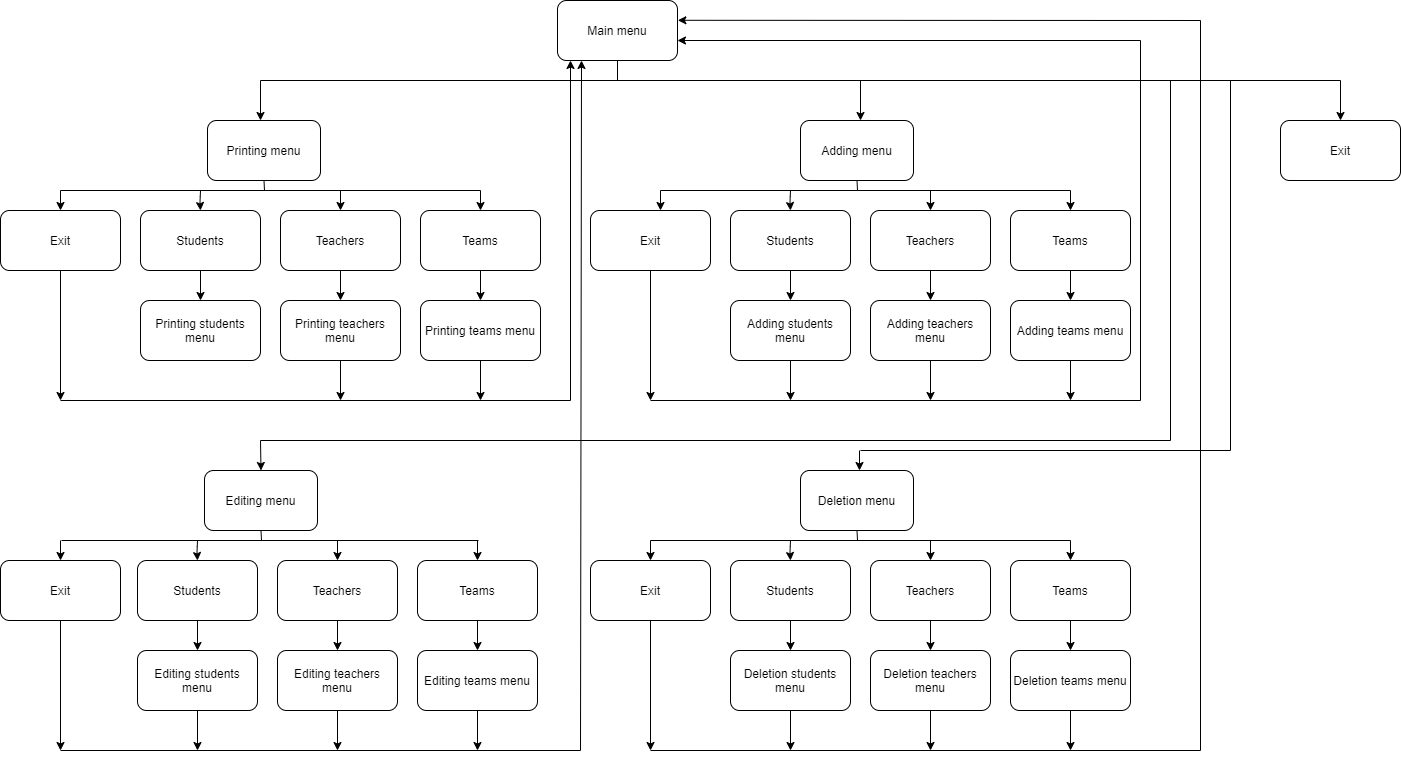 Main menu
Printing menu
Adding menu
Exit
Exit
Students
Teachers
Teams
Exit
Students
Teachers
Teams
Printing students
menu
Printing teachers
menu
Printing teams menu
Adding students
menu
Adding teachers
menu
Adding teams menu
Editing menu
Deletion menu
Exit
Students
Teachers
Teams
Exit
Students
Teachers
Teams
Editing students
menu
Editing teachers
menu
Editing teams menu
Deletion students
menu
Deletion teachers
menu
Deletion teams menu